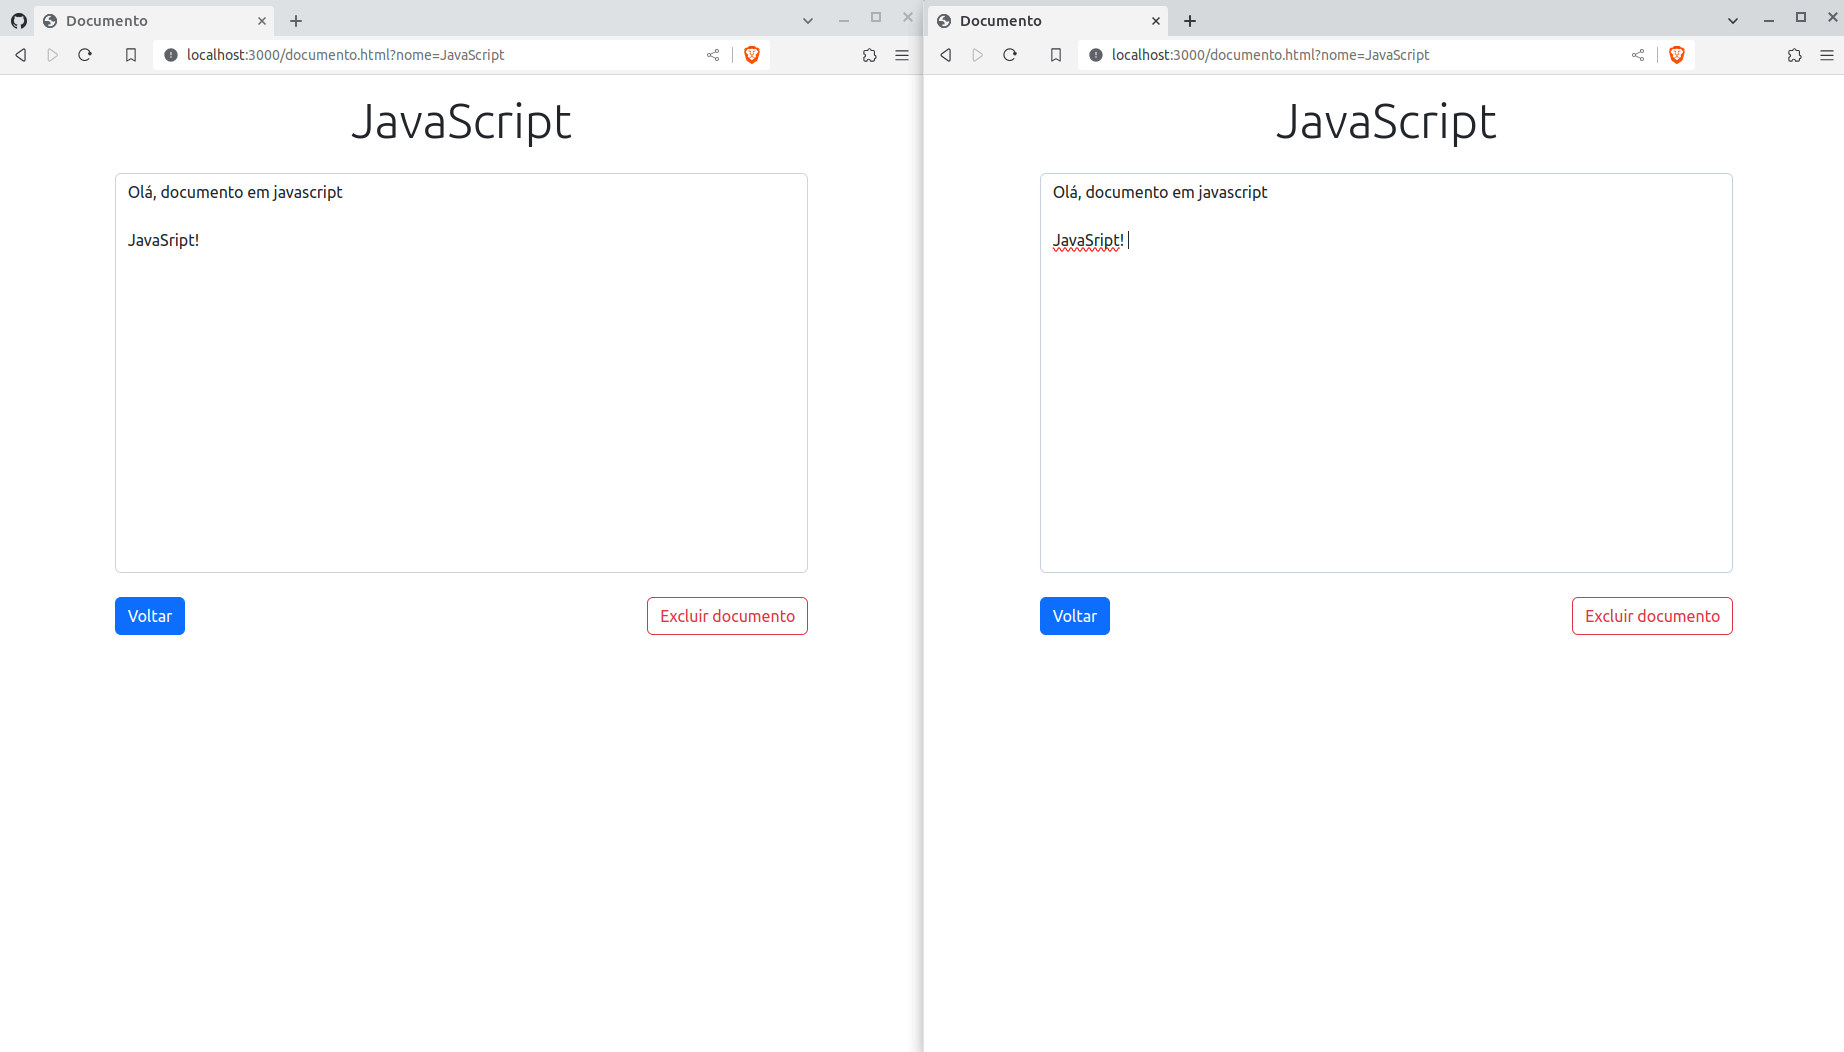 Documento
localhost:3000/documento.html?nome=JavaScript
JavaScript
Olá, documento em javascript
JavaSript!
Voltar
Excluir documento
Documento
localhost:3000/documento.html?nome=JavaScript
JavaScript
Olá, documento em javascript
JavaSript!
Voltar
Excluir documento